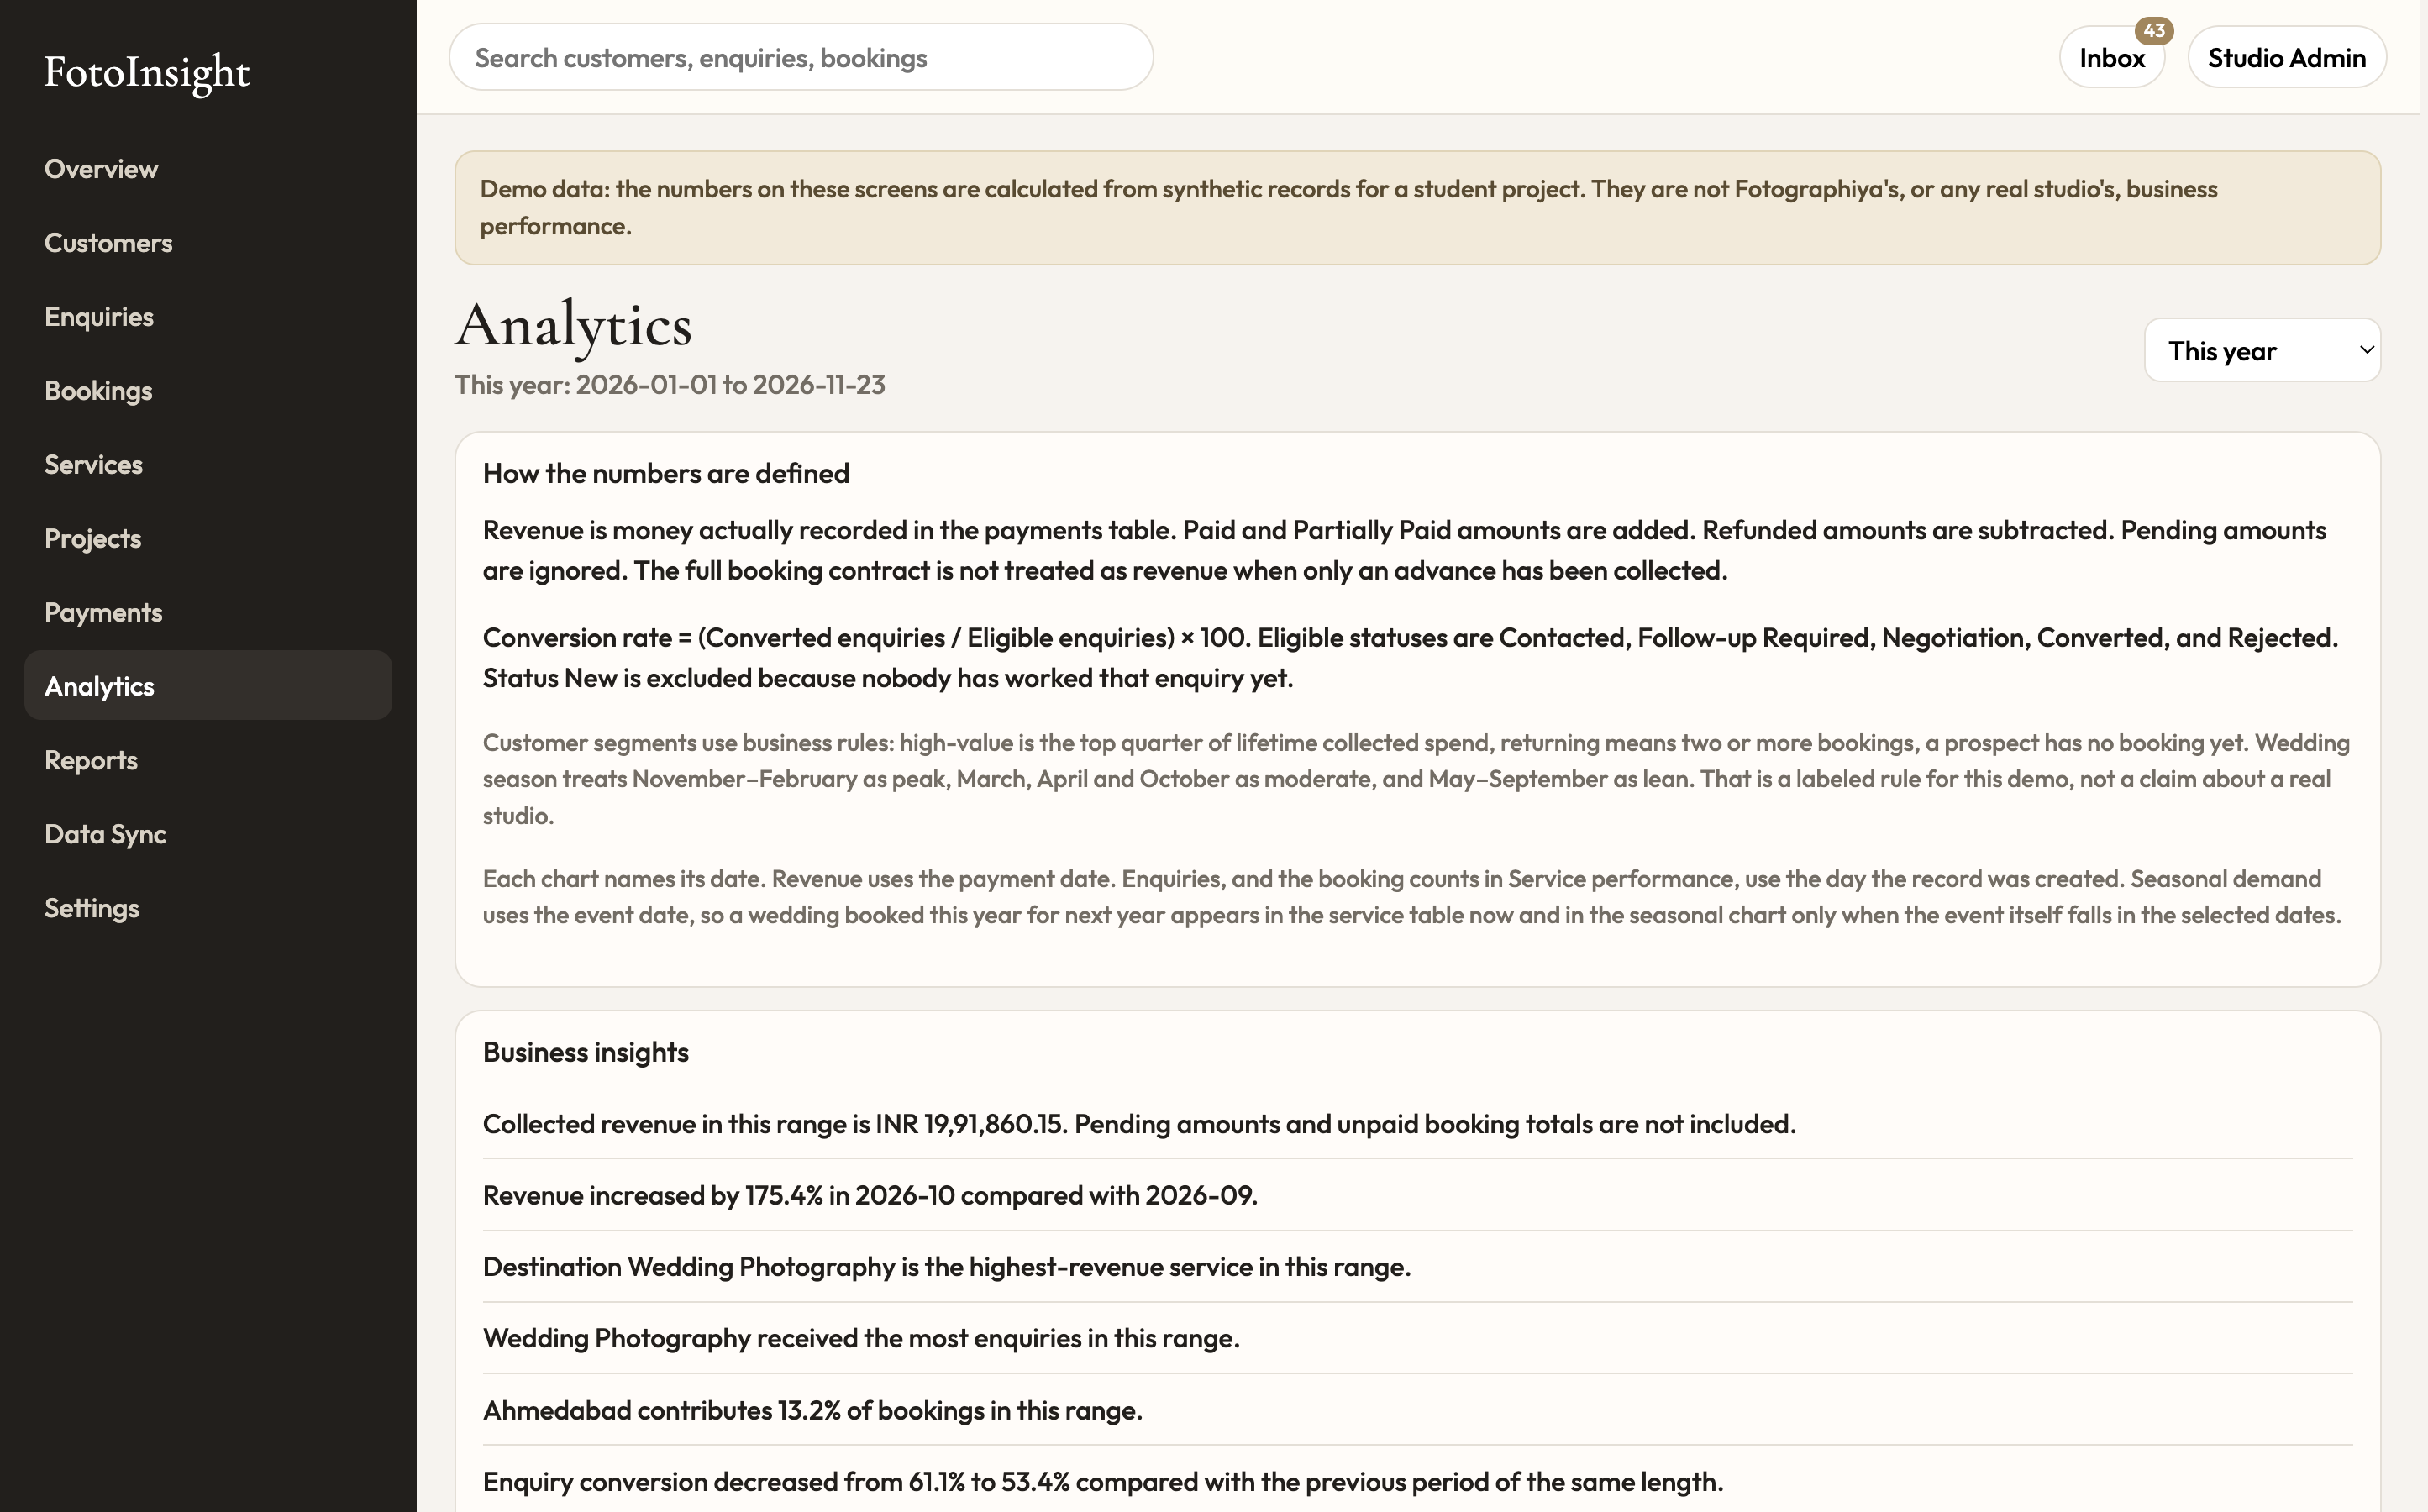 FotoInsight
Overview
Customers
Enquiries
Bookings
Services
Projects
Payments
Analytics
Reports
Data Sync
Settings
Search customers, enquiries, bookings
Inbox
43
Studio Admin
Demo data: the numbers on these screens are calculated from synthetic records for a student project. They are not Fotographiya's, or any real studio's, business
performance.
Analytics
This year: 2026-01-01 to 2026-11-23
This year
How the numbers are defined
Revenue is money actually recorded in the payments table. Paid and Partially Paid amounts are added. Refunded amounts are subtracted. Pending amounts
are ignored. The full booking contract is not treated as revenue when only an advance has been collected.
Conversion rate = (Converted enquiries / Eligible enquiries) × 100. Eligible statuses are Contacted, Follow-up Required, Negotiation, Converted, and Rejected.
Status New is excluded because nobody has worked that enquiry yet.
Customer segments use business rules: high-value is the top quarter of lifetime collected spend, returning means two or more bookings, a prospect has no booking yet. Wedding
season treats November–February as peak, March, April and October as moderate, and May–September as lean. That is a labeled rule for this demo, not a claim about a real
studio.
Each chart names its date. Revenue uses the payment date. Enquiries, and the booking counts in Service performance, use the day the record was created. Seasonal demand
uses the event date, so a wedding booked this year for next year appears in the service table now and in the seasonal chart only when the event itself falls in the selected dates.
Business insights
Collected revenue in this range is INR 19,91,860.15. Pending amounts and unpaid booking totals are not included.
Revenue increased by 175.4% in 2026-10 compared with 2026-09.
Destination Wedding Photography is the highest-revenue service in this range.
Wedding Photography received the most enquiries in this range.
Ahmedabad contributes 13.2% of bookings in this range.
Enquiry conversion decreased from 61.1% to 53.4% compared with the previous period of the same length.